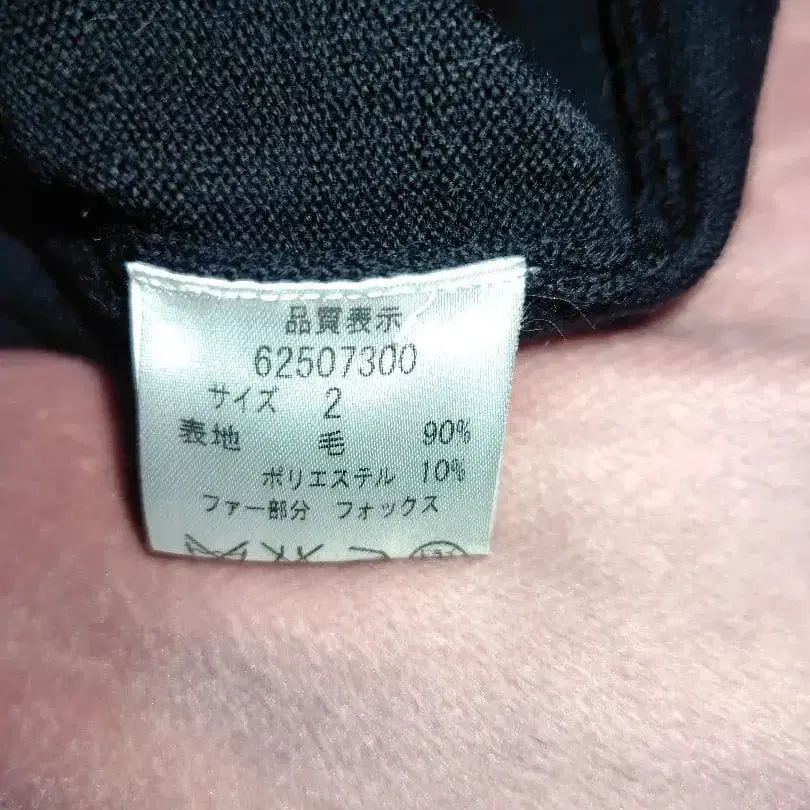 品質表示
62507300
サイズ 2
表地 毛 90%
ポリエステル 10%
ファー部分 フォックス